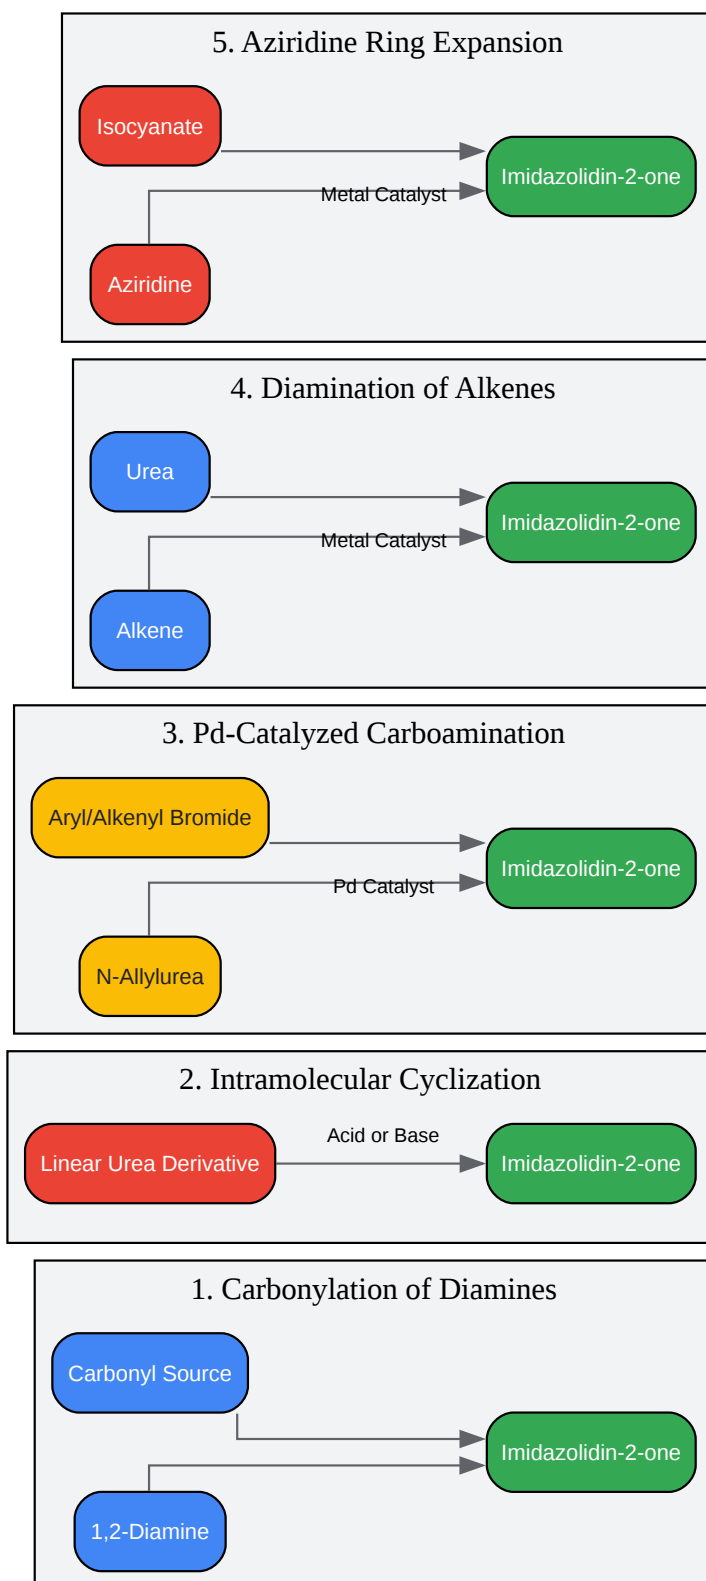 5. Aziridine Ring Expansion
Isocyanate
Imidazolidin-2-one
Metal Catalyst
Aziridine
4. Diamination of Alkenes
Urea
Imidazolidin-2-one
Metal Catalyst
Alkene
3. Pd-Catalyzed Carboamination
Aryl/Alkenyl Bromide
Imidazolidin-2-one
Pd Catalyst
N-Allylurea
2. Intramolecular Cyclization
Linear Urea Derivative
Acid or Base
Imidazolidin-2-one
1. Carbonylation of Diamines
Carbonyl Source
Imidazolidin-2-one
1,2-Diamine